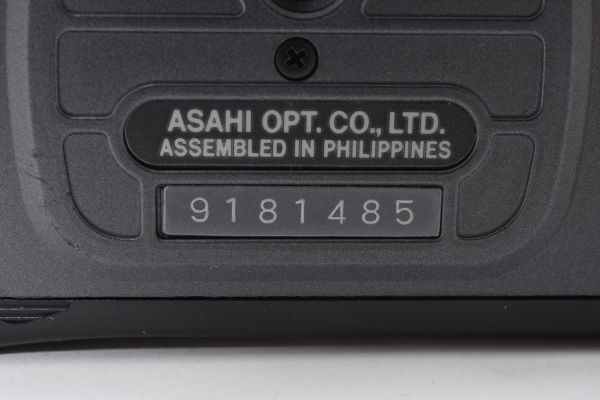 ASAHI OPT. CO., LTD.
ASSEMBLED IN PHILIPPINES
9181485